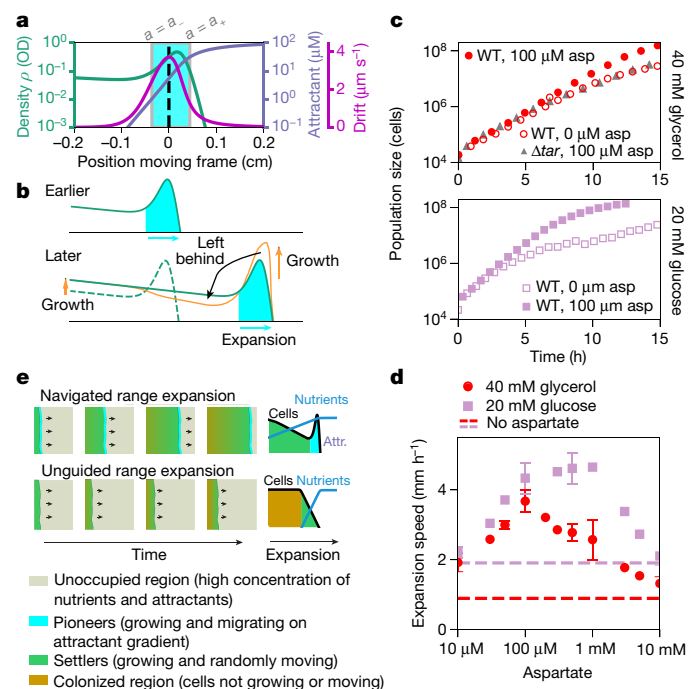 a
a = a₋
a = a₊
Density ρ (OD)
10⁰
10⁻¹
10⁻²
10⁻³
10²
10¹
10⁰
10⁻¹
Attractant (μM)
4
2
0
Drift (μm s⁻¹)
−0.2 −0.1 0 0.1 0.2
Position moving frame (cm)
b
Earlier
Later
Left
behind
Growth
Growth
Expansion
c
Population size (cells)
10⁸
10⁶
10⁴
WT, 100 μM asp
WT, 0 μM asp
Δtar, 100 μM asp
0 5 10 15
40 mM glycerol
10⁸
10⁶
10⁴
WT, 0 μm asp
WT, 100 μm asp
0 5 10 15
Time (h)
20 mM glucose
e
Navigated range expansion
Nutrients
Cells
Attr.
Unguided range expansion
Cells Nutrients
Time
Expansion
Unoccupied region (high concentration of
nutrients and attractants)
Pioneers (growing and migrating on
attractant gradient)
Settlers (growing and randomly moving)
Colonized region (cells not growing or moving)
d
40 mM glycerol
20 mM glucose
No aspartate
Expansion speed (mm h⁻¹)
4
2
0
10 μM 100 μM 1 mM 10 mM
Aspartate